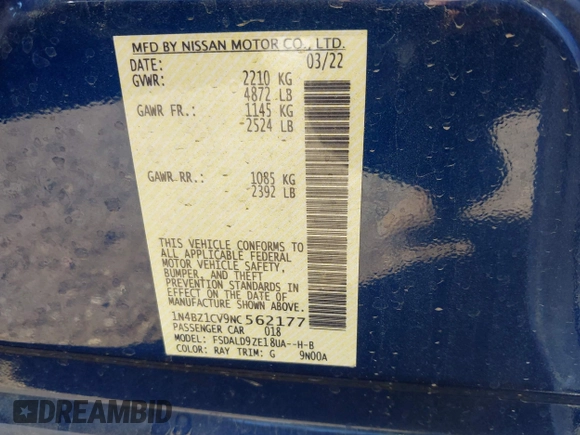 MFD BY NISSAN MOTOR CO., LTD.
DATE: 03/22
GVWR: 2210 KG
4872 LB
GAWR FR.: 1145 KG
2524 LB
GAWR RR.: 1085 KG
2392 LB
THIS VEHICLE CONFORMS TO
ALL APPLICABLE FEDERAL
MOTOR VEHICLE SAFETY,
BUMPER, AND THEFT
PREVENTION STANDARDS IN
EFFECT ON THE DATE OF
MANUFACTURE SHOWN ABOVE.
1N4BZ1CV9NC562177
PASSENGER CAR 018
MODEL: FSDALD9ZE18UA--H-B
COLOR: RAY TRIM: G 9N00A
DREAMBID